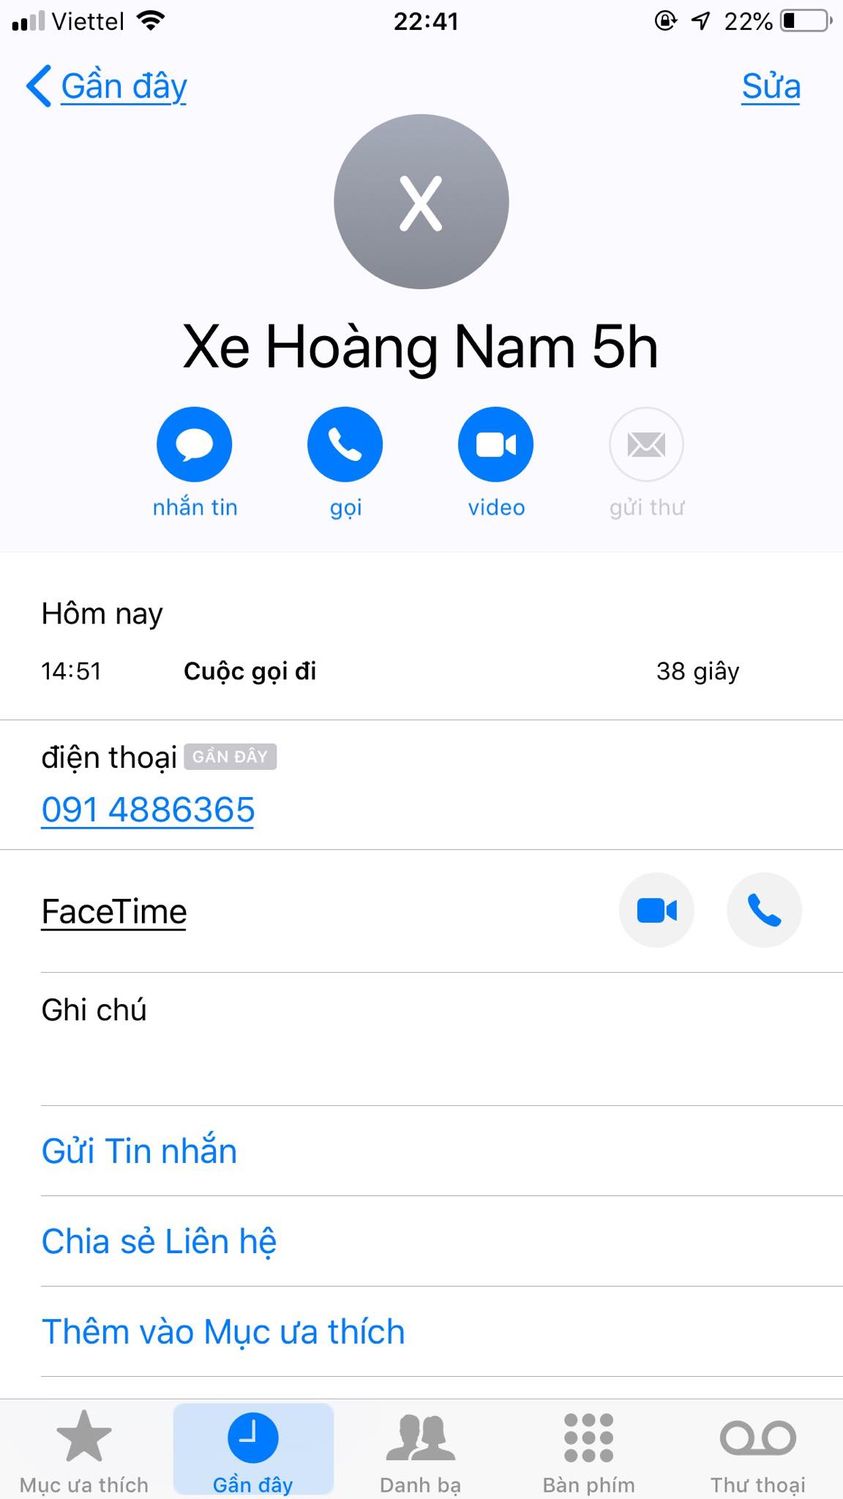 Viettel 22:41 22%
Gần đây Sửa
X
Xe Hoàng Nam 5h
nhắn tin gọi video gửi thư
Hôm nay
14:51 Cuộc gọi đi 38 giây
điện thoại GẦN ĐÂY
091 4886365
FaceTime
Ghi chú
Gửi Tin nhắn
Chia sẻ Liên hệ
Thêm vào Mục ưa thích
Mục ưa thích Gần đây Danh bạ Bàn phím Thư thoại